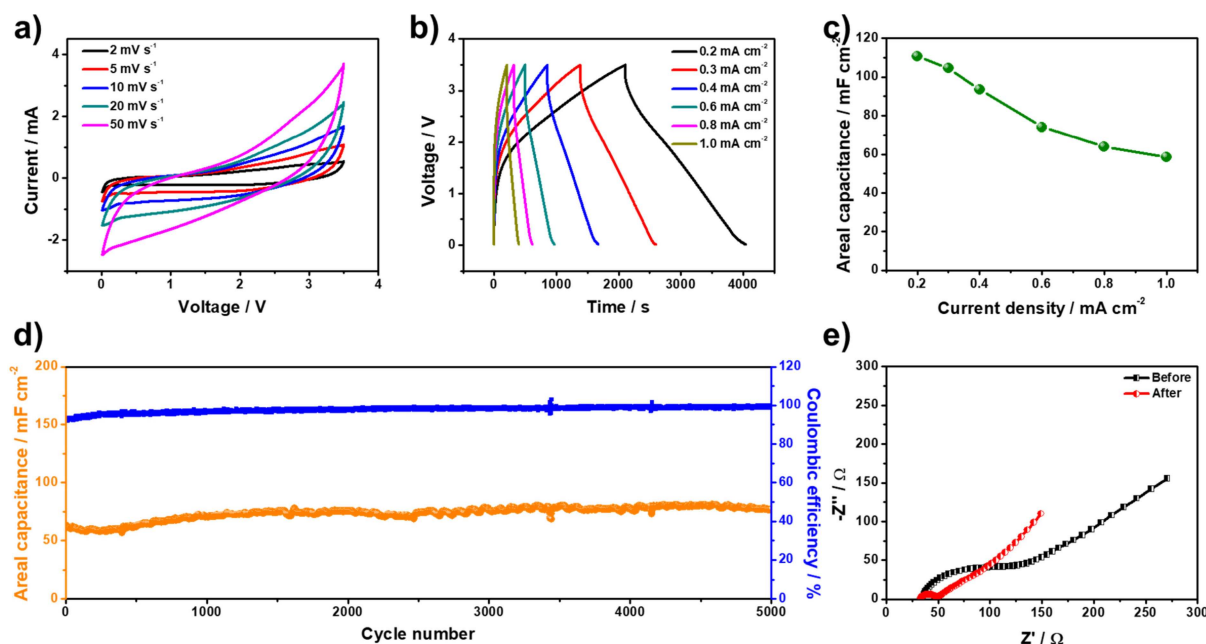 a)
2 mV s⁻¹
5 mV s⁻¹
10 mV s⁻¹
20 mV s⁻¹
50 mV s⁻¹
4
2
0
-2
Current / mA
0
1
2
3
4
Voltage / V
b)
0.2 mA cm⁻²
0.3 mA cm⁻²
0.4 mA cm⁻²
0.6 mA cm⁻²
0.8 mA cm⁻²
1.0 mA cm⁻²
4
2
0
Voltage / V
0
1000
2000
3000
4000
Time / s
c)
120
100
80
60
40
20
0
Areal capacitance / mF cm⁻²
0.2
0.4
0.6
0.8
1.0
Current density / mA cm⁻²
d)
200
150
100
50
0
Areal capacitance / mF cm⁻²
120
100
80
60
40
20
0
Coulombic efficiency / %
0
1000
2000
3000
4000
5000
Cycle number
e)
Before
After
300
250
200
150
100
50
0
-Z'' / Ω
0
50
100
150
200
250
300
Z' / Ω